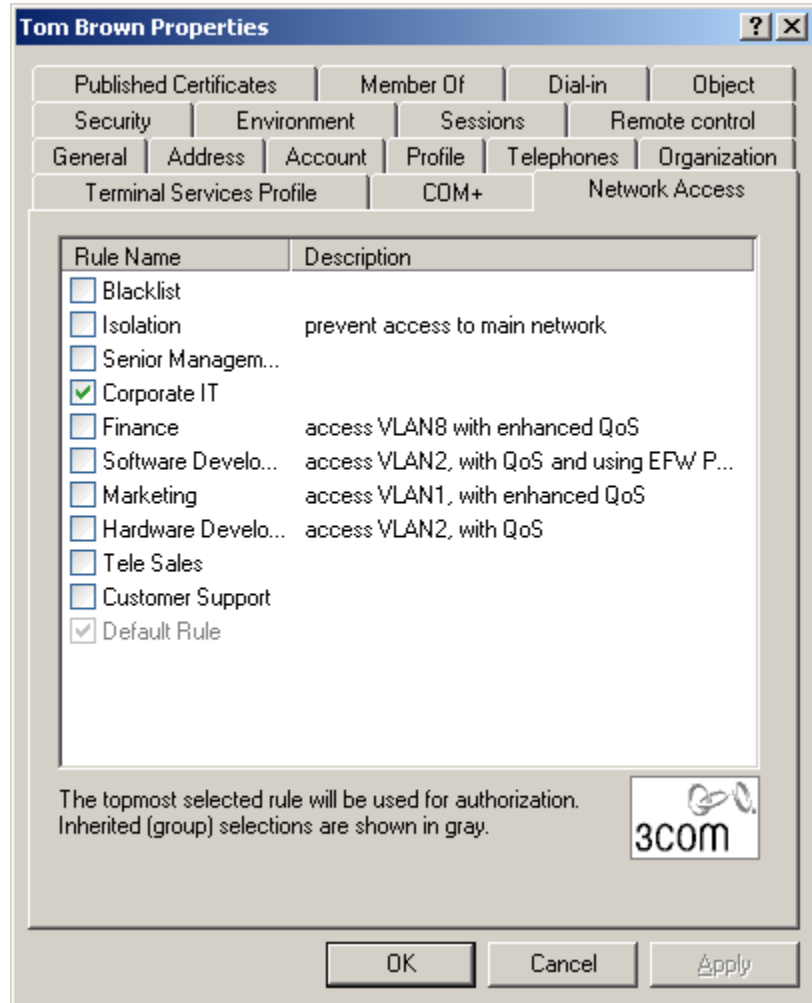 Tom Brown Properties
Published Certificates Member Of Dial-in Object
Security Environment Sessions Remote control
General Address Account Profile Telephones Organization
Terminal Services Profile COM+ Network Access
Rule Name Description
Blacklist
Isolation prevent access to main network
Senior Managem...
Corporate IT
Finance access VLAN8 with enhanced QoS
Software Develo... access VLAN2, with QoS and using EFW P...
Marketing access VLAN1, with enhanced QoS
Hardware Develo... access VLAN2, with QoS
Tele Sales
Customer Support
Default Rule
The topmost selected rule will be used for authorization.
Inherited (group) selections are shown in gray.
3com
OK Cancel Apply